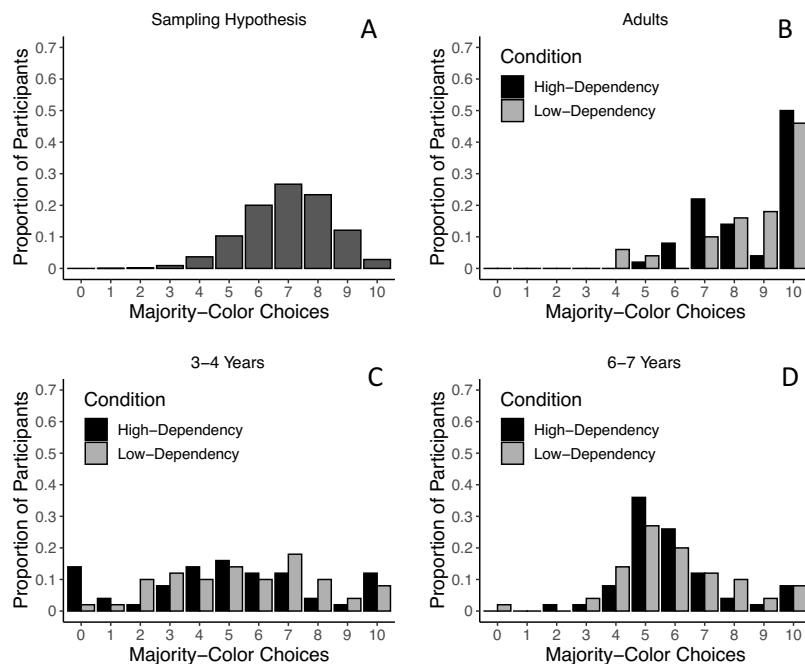 Sampling Hypothesis
A
Proportion of Participants
0.7
0.6
0.5
0.4
0.3
0.2
0.1
0
0 1 2 3 4 5 6 7 8 9 10
Majority−Color Choices
Adults
B
Condition
High−Dependency
Low−Dependency
Proportion of Participants
0.7
0.6
0.5
0.4
0.3
0.2
0.1
0
0 1 2 3 4 5 6 7 8 9 10
Majority−Color Choices
3−4 Years
C
Condition
High−Dependency
Low−Dependency
Proportion of Participants
0.7
0.6
0.5
0.4
0.3
0.2
0.1
0
0 1 2 3 4 5 6 7 8 9 10
Majority−Color Choices
6−7 Years
D
Condition
High−Dependency
Low−Dependency
Proportion of Participants
0.7
0.6
0.5
0.4
0.3
0.2
0.1
0
0 1 2 3 4 5 6 7 8 9 10
Majority−Color Choices